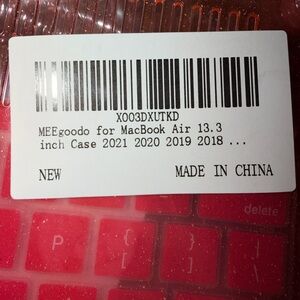 X003DXUTKD
MEEgoodo for MacBook Air 13.3
inch Case 2021 2020 2019 2018 ...
NEW MADE IN CHINA
delete
P { }
[ ]